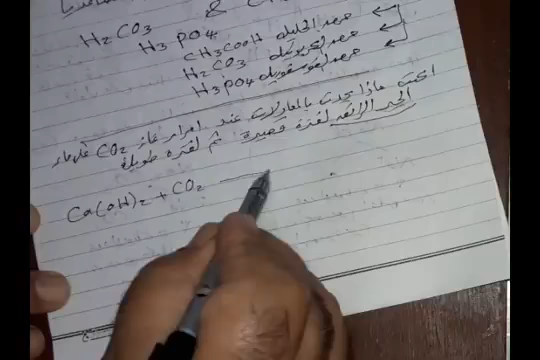 H2CO3 &
H3PO4
حمض الخليك CH3COOH
حمض الكربونيك H2CO3
حمض الفوسفوريك H3PO4
اكتب ماذا يحدث بالمعادلات عند امرار غاز CO2 على ماء
الجير الرائق لفترة قصيرة ثم لفترة طويلة
Ca(OH)2 + CO2